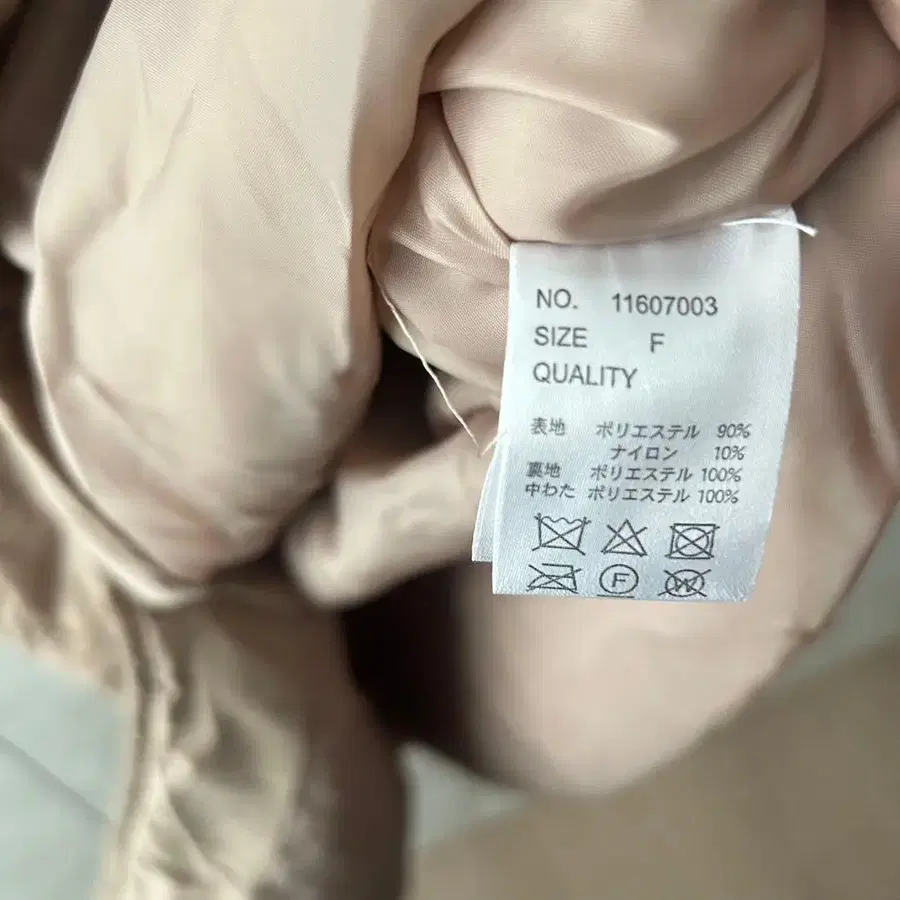 NO. 11607003
SIZE F
QUALITY
表地 ポリエステル 90%
ナイロン 10%
裏地 ポリエステル 100%
中わた ポリエステル 100%
F W